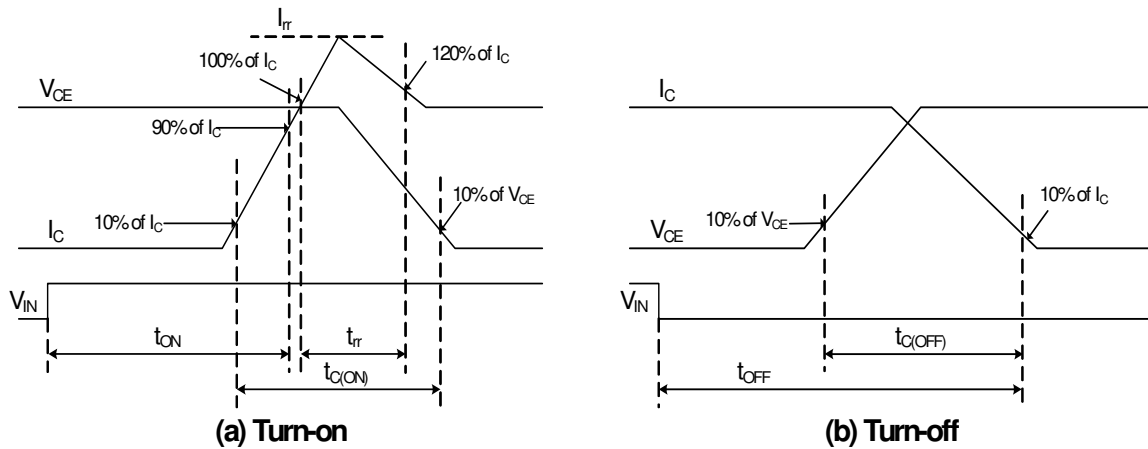 Irr
100% of IC
120% of IC
VCE
90% of IC
10% of VCE
10% of IC
IC
VIN
tON
trr
tC(ON)
(a) Turn-on
IC
10% of IC
10% of VCE
VCE
VIN
tC(OFF)
tOFF
(b) Turn-off